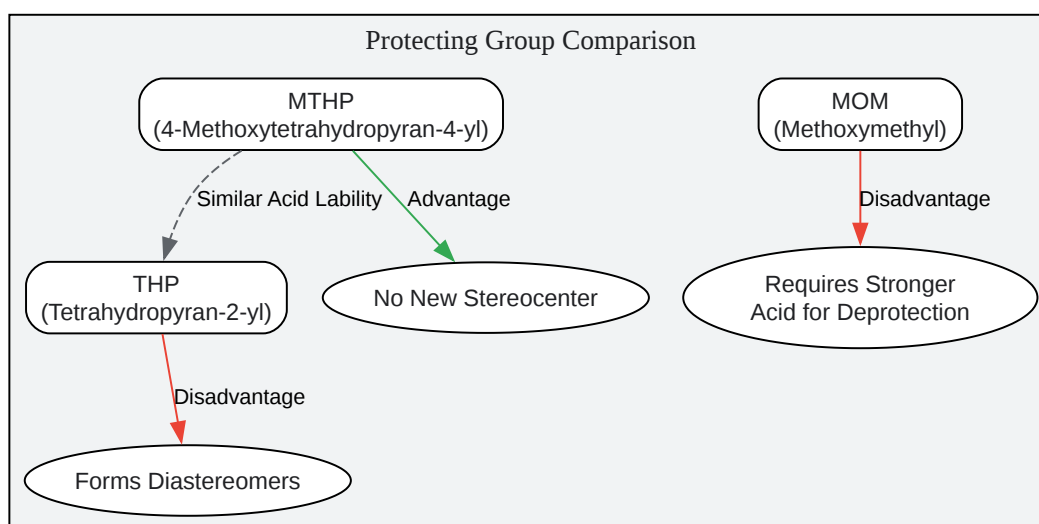 Protecting Group Comparison
MTHP
(4-Methoxytetrahydropyran-4-yl)
MOM
(Methoxymethyl)
Similar Acid Lability
Advantage
Disadvantage
THP
(Tetrahydropyran-2-yl)
No New Stereocenter
Requires Stronger
Acid for Deprotection
Disadvantage
Forms Diastereomers